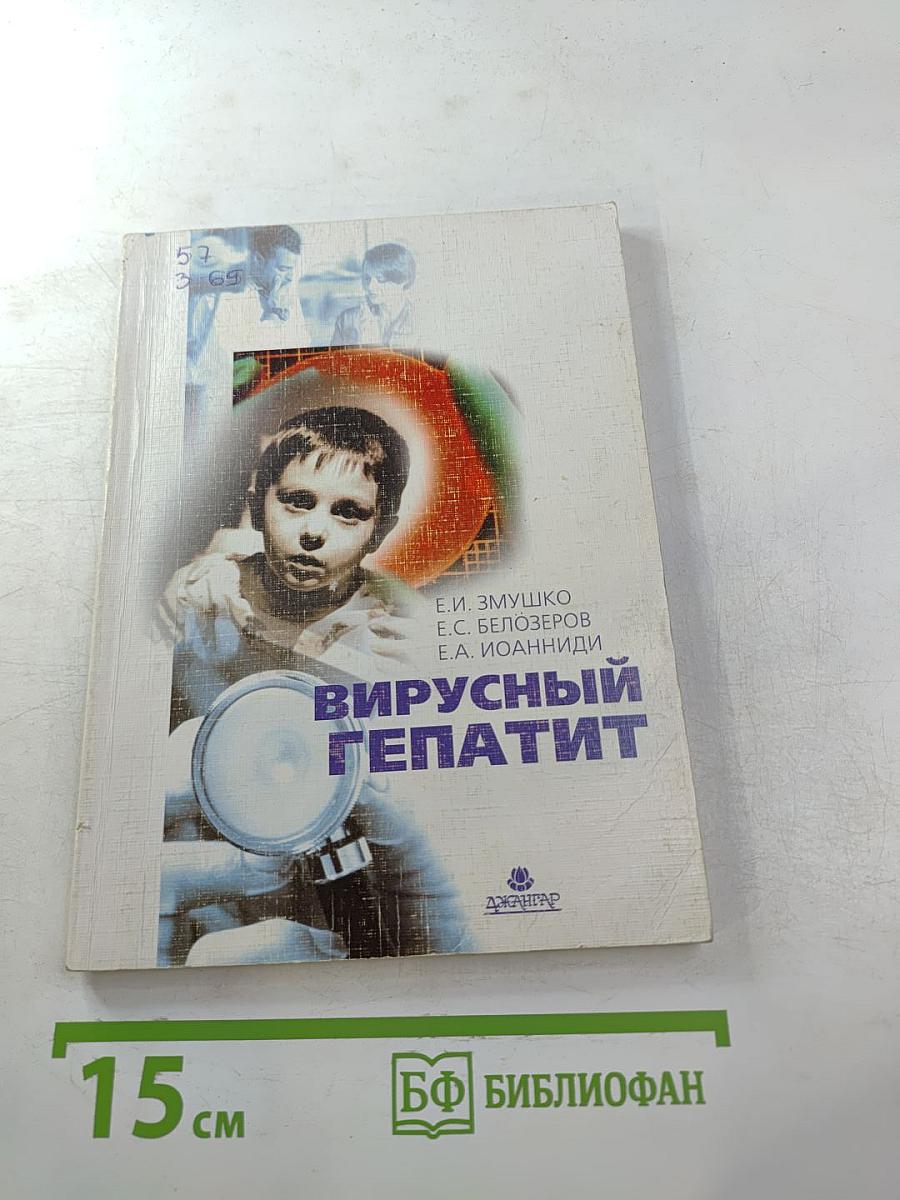 57
З 69
Е.И. ЗМУШКО
Е.С. БЕЛОЗЕРОВ
Е.А. ИОАННИДИ
ВИРУСНЫЙ
ГЕПАТИТ
ДЖАНГАР
15 см
БФ БИБЛИОФАН